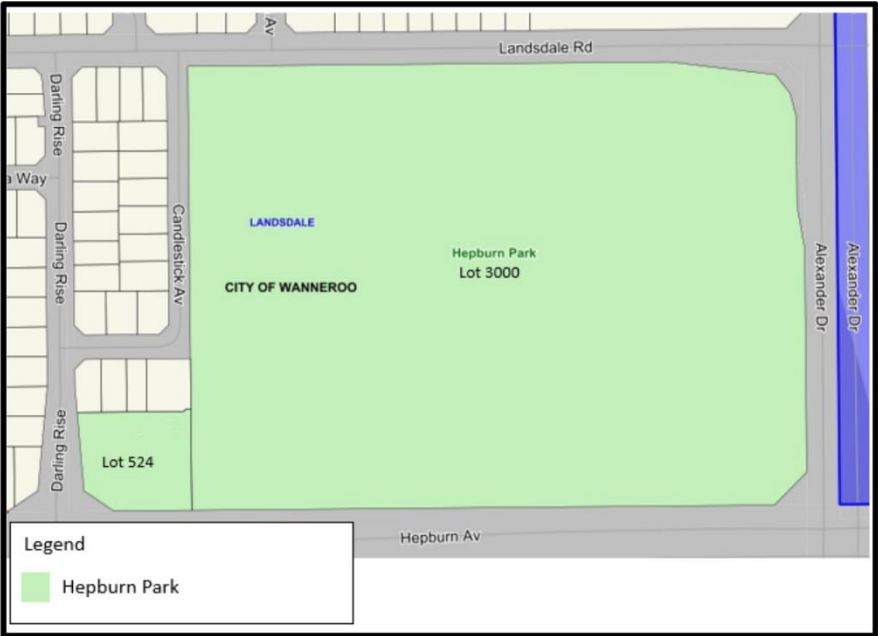 Av
Landsdale Rd
Darling Rise
a Way
Candlestick Av
LANDSDALE
Darling Rise
Hepburn Park
Lot 3000
CITY OF WANNEROO
Alexander Dr
Alexander Dr
Darling Rise
Lot 524
Hepburn Av
Legend
Hepburn Park